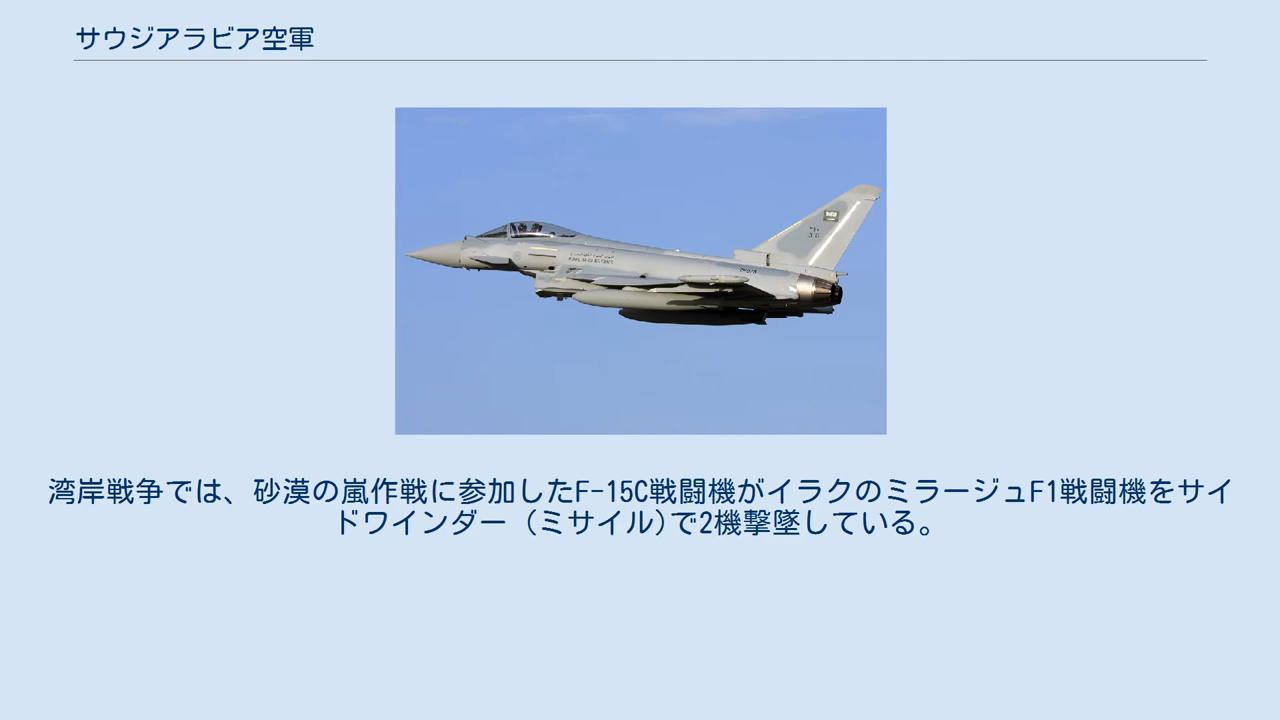 サウジアラビア空軍
湾岸戦争では、砂漠の嵐作戦に参加したF-15C戦闘機がイラクのミラージュF1戦闘機をサイ
ドワインダー (ミサイル)で2機撃墜している。